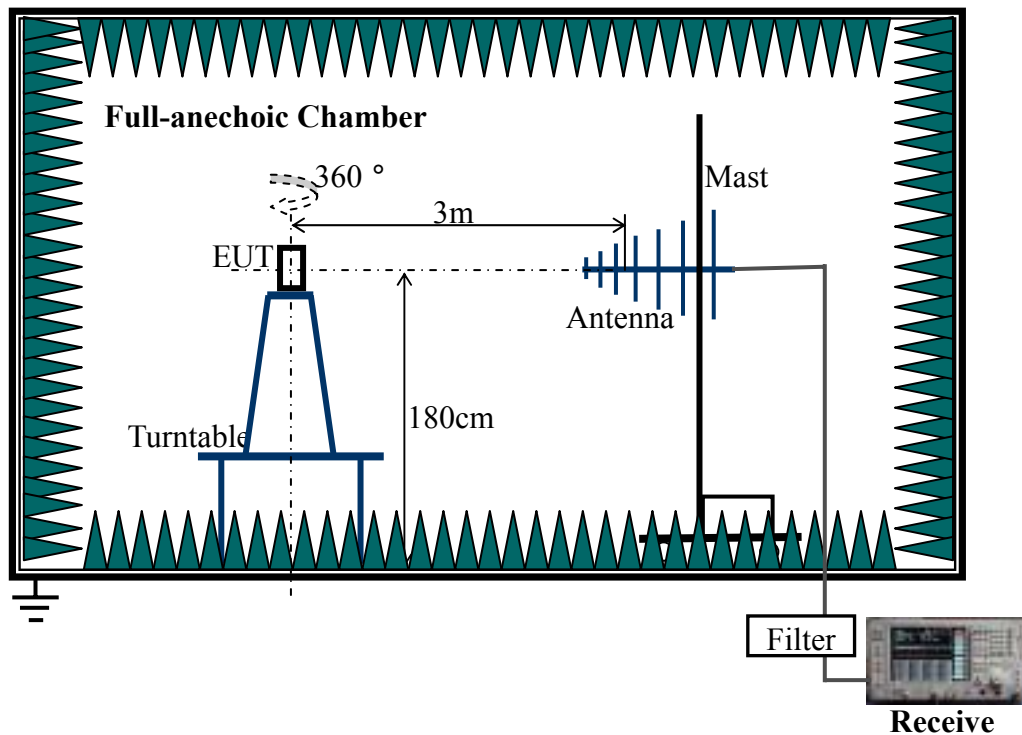 Full-anechoic Chamber
360 °
Mast
3m
EUT
Antenna
180cm
Turntable
Filter
Receive